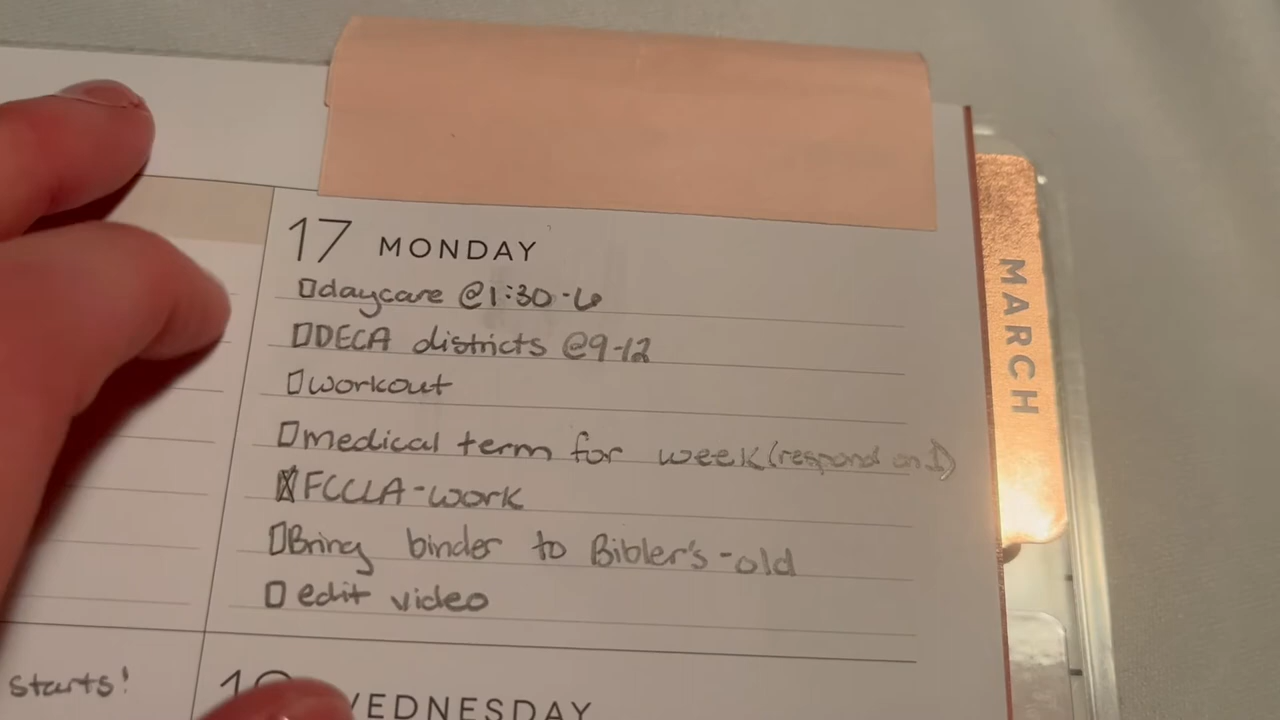 17 MONDAY
daycare @1:30-6
DECA districts @9-12
workout
medical term for week (respond on 1)
FCCLA-work
Bring binder to Bibler's-old
edit video
starts!
WEDNESDAY
MARCH